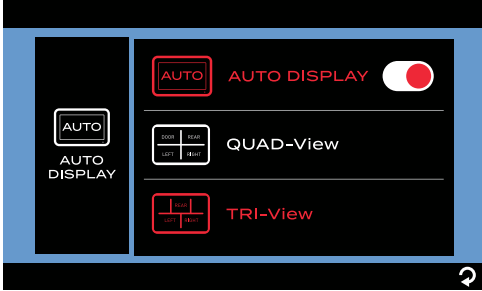 AUTO
AUTO
DISPLAY
AUTO
AUTO DISPLAY
DOOR REAR
LEFT RIGHT
QUAD-View
REAR
LEFT RIGHT
TRI-View